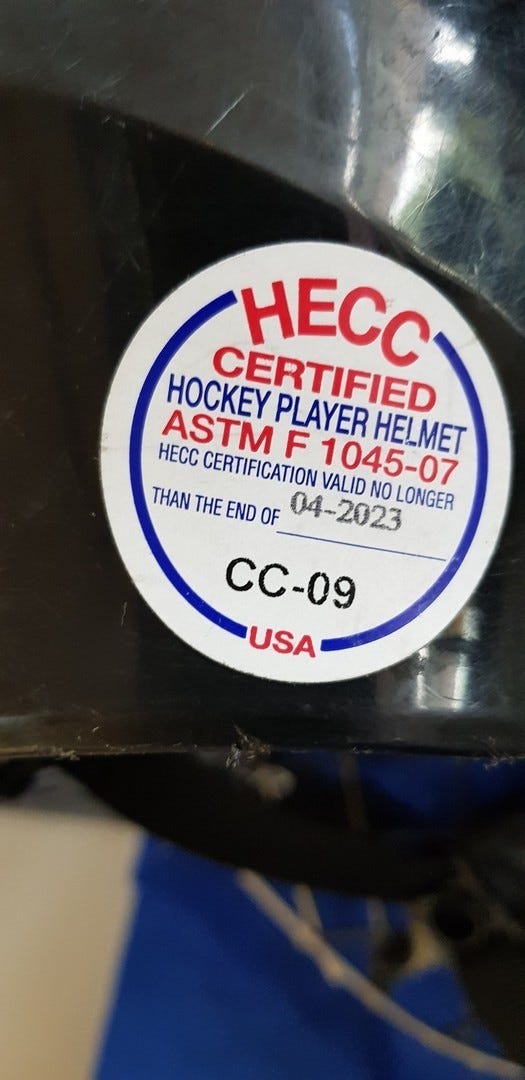 HECC
CERTIFIED
HOCKEY PLAYER HELMET
ASTM F 1045-07
HECC CERTIFICATION VALID NO LONGER
THAN THE END OF 04-2023
CC-09
USA